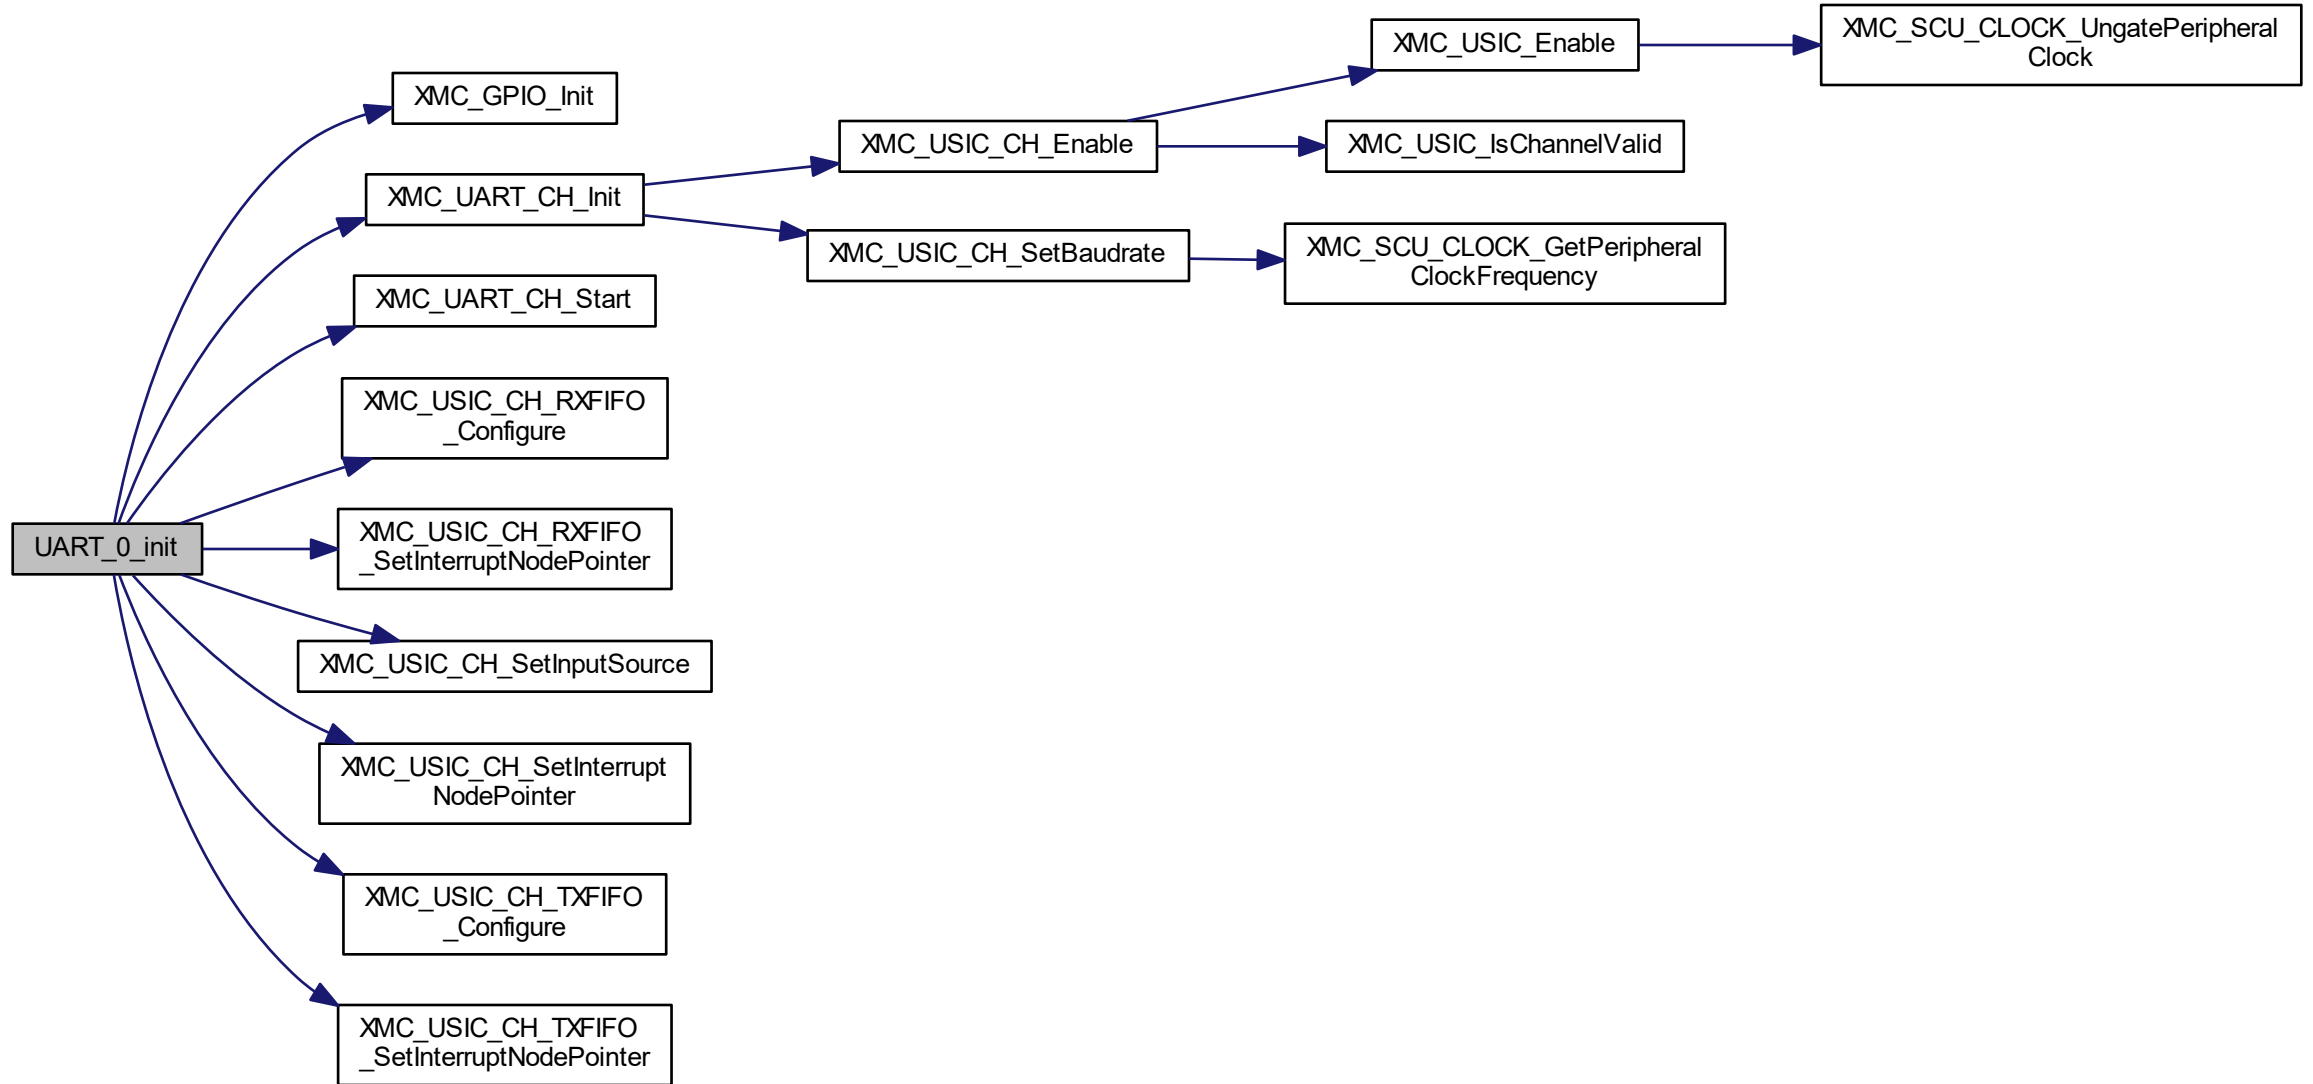 UART_0_init
XMC_GPIO_Init
XMC_UART_CH_Init
XMC_UART_CH_Start
XMC_USIC_CH_RXFIFO
_Configure
XMC_USIC_CH_RXFIFO
_SetInterruptNodePointer
XMC_USIC_CH_SetInputSource
XMC_USIC_CH_SetInterrupt
NodePointer
XMC_USIC_CH_TXFIFO
_Configure
XMC_USIC_CH_TXFIFO
_SetInterruptNodePointer
XMC_USIC_CH_Enable
XMC_USIC_CH_SetBaudrate
XMC_USIC_Enable
XMC_USIC_IsChannelValid
XMC_SCU_CLOCK_GetPeripheral
ClockFrequency
XMC_SCU_CLOCK_UngatePeripheral
Clock